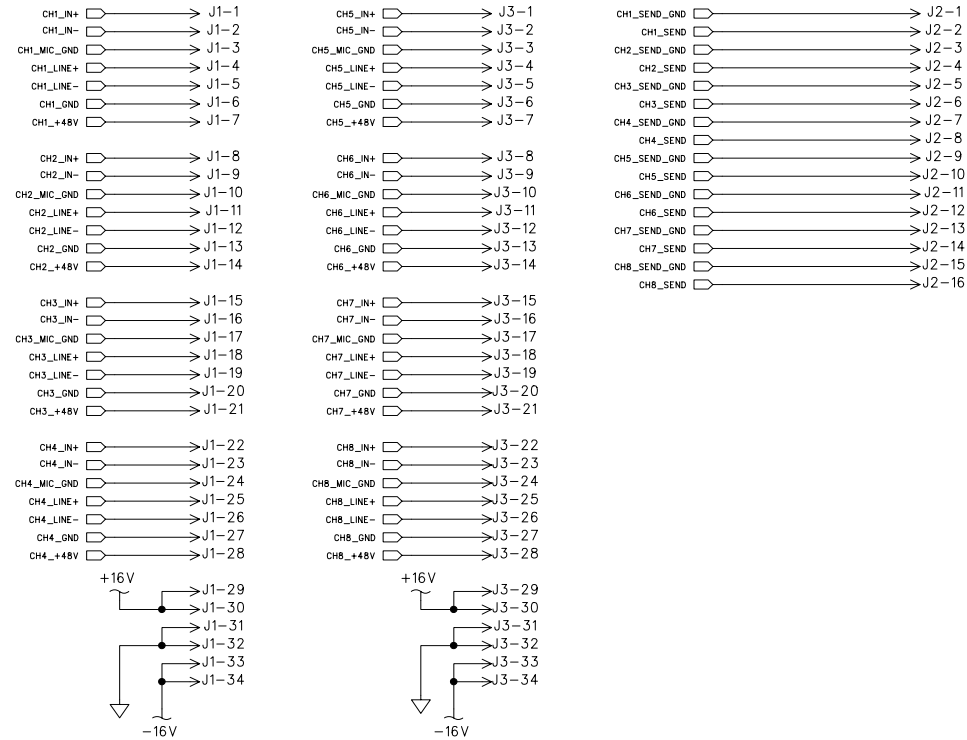 CH1_IN+ J1-1
CH1_IN- J1-2
CH1_MIC_GND J1-3
CH1_LINE+ J1-4
CH1_LINE- J1-5
CH1_GND J1-6
CH1_+48V J1-7
CH2_IN+ J1-8
CH2_IN- J1-9
CH2_MIC_GND J1-10
CH2_LINE+ J1-11
CH2_LINE- J1-12
CH2_GND J1-13
CH2_+48V J1-14
CH3_IN+ J1-15
CH3_IN- J1-16
CH3_MIC_GND J1-17
CH3_LINE+ J1-18
CH3_LINE- J1-19
CH3_GND J1-20
CH3_+48V J1-21
CH4_IN+ J1-22
CH4_IN- J1-23
CH4_MIC_GND J1-24
CH4_LINE+ J1-25
CH4_LINE- J1-26
CH4_GND J1-27
CH4_+48V J1-28
+16V
J1-29
J1-30
J1-31
J1-32
J1-33
J1-34
-16V
CH5_IN+ J3-1
CH5_IN- J3-2
CH5_MIC_GND J3-3
CH5_LINE+ J3-4
CH5_LINE- J3-5
CH5_GND J3-6
CH5_+48V J3-7
CH6_IN+ J3-8
CH6_IN- J3-9
CH6_MIC_GND J3-10
CH6_LINE+ J3-11
CH6_LINE- J3-12
CH6_GND J3-13
CH6_+48V J3-14
CH7_IN+ J3-15
CH7_IN- J3-16
CH7_MIC_GND J3-17
CH7_LINE+ J3-18
CH7_LINE- J3-19
CH7_GND J3-20
CH7_+48V J3-21
CH8_IN+ J3-22
CH8_IN- J3-23
CH8_MIC_GND J3-24
CH8_LINE+ J3-25
CH8_LINE- J3-26
CH8_GND J3-27
CH8_+48V J3-28
+16V
J3-29
J3-30
J3-31
J3-32
J3-33
J3-34
-16V
CH1_SEND_GND J2-1
CH1_SEND J2-2
CH2_SEND_GND J2-3
CH2_SEND J2-4
CH3_SEND_GND J2-5
CH3_SEND J2-6
CH4_SEND_GND J2-7
CH4_SEND J2-8
CH5_SEND_GND J2-9
CH5_SEND J2-10
CH6_SEND_GND J2-11
CH6_SEND J2-12
CH7_SEND_GND J2-13
CH7_SEND J2-14
CH8_SEND_GND J2-15
CH8_SEND J2-16